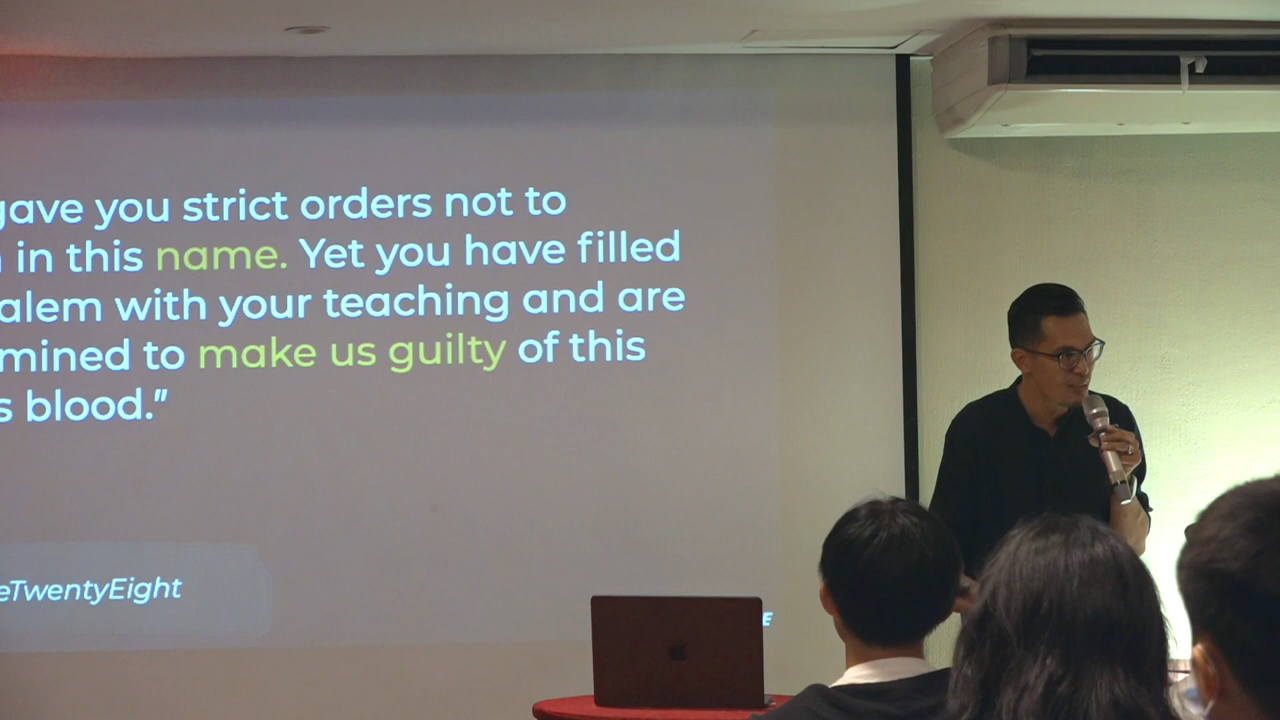 gave you strict orders not to
in this name. Yet you have filled
alem with your teaching and are
mined to make us guilty of this
s blood."
eTwentyEight
E